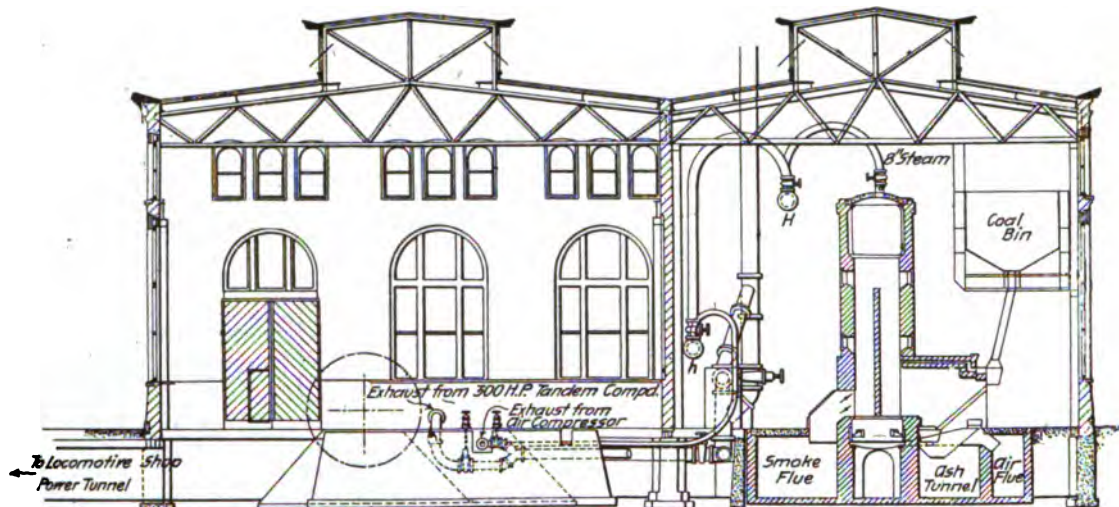 8" Steam
H
Coal
Bin
h
Exhaust from 300 H.P. Tandem Compd.
Exhaust from
air Compressor
To Locomotive Shop
Power Tunnel
Smoke
Flue
Ash
Tunnel
Air
Flue